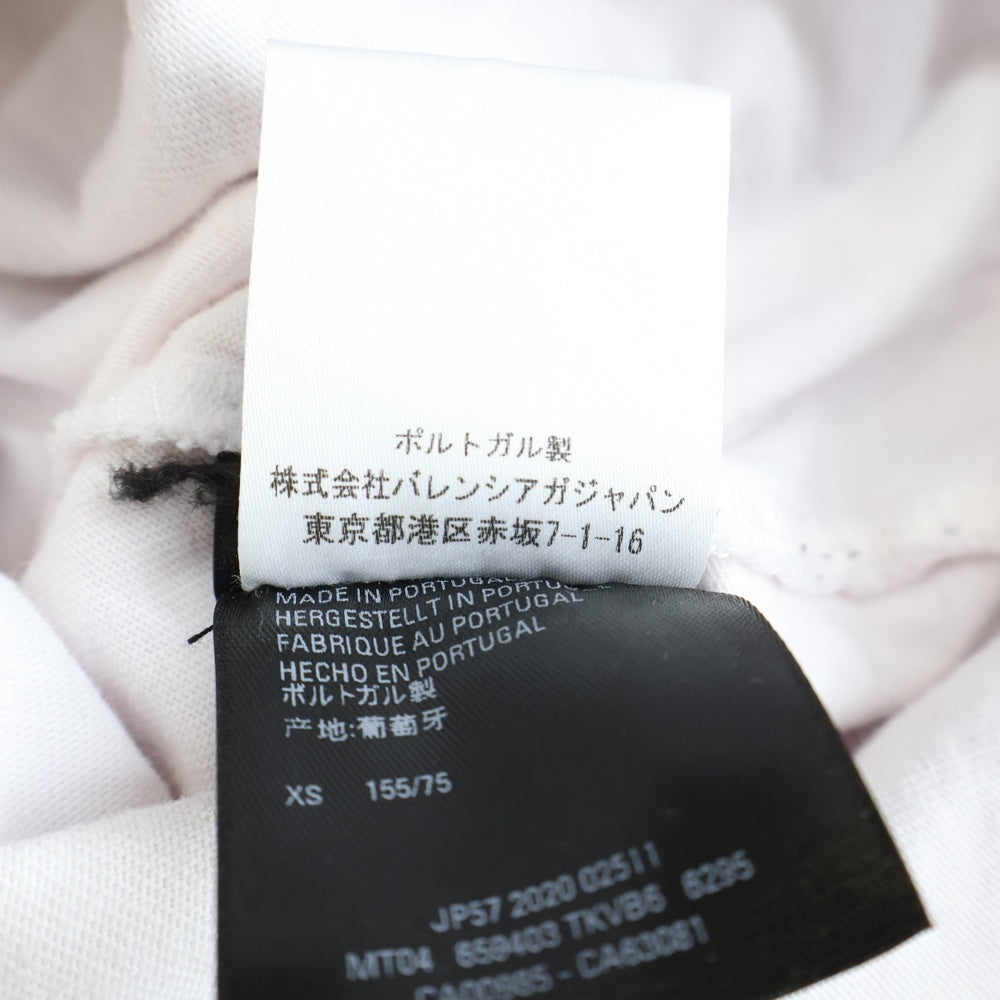 ポルトガル製
株式会社バレンシアガジャパン
東京都港区赤坂7-1-16
MADE IN PORTUGAL
HERGESTELLT IN PORTUGAL
FABRIQUE AU PORTUGAL
HECHO EN PORTUGAL
ポルトガル製
产地:葡萄牙
XS 155/75
JP57 2020 02511
MT04 659403 TKVB6 6295